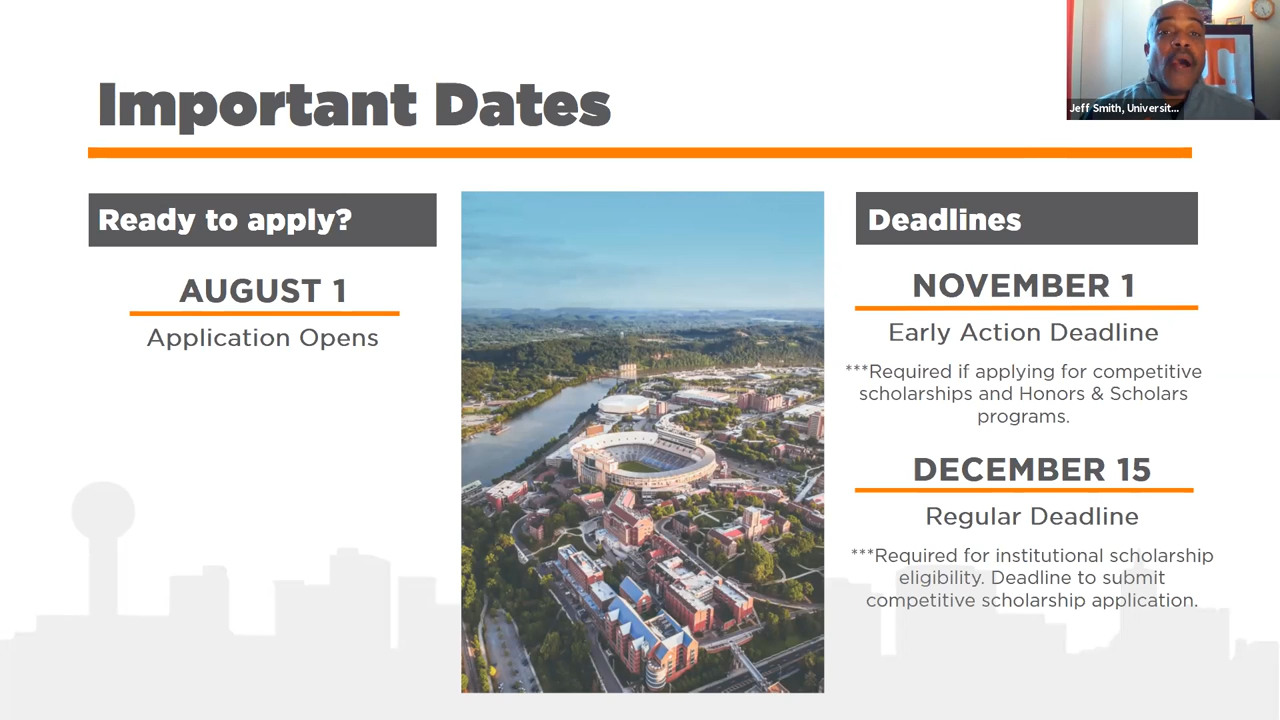 Important Dates
Jeff Smith, Universit...
Ready to apply?
AUGUST 1
Application Opens
Deadlines
NOVEMBER 1
Early Action Deadline
***Required if applying for competitive
scholarships and Honors & Scholars
programs.
DECEMBER 15
Regular Deadline
***Required for institutional scholarship
eligibility. Deadline to submit
competitive scholarship application.